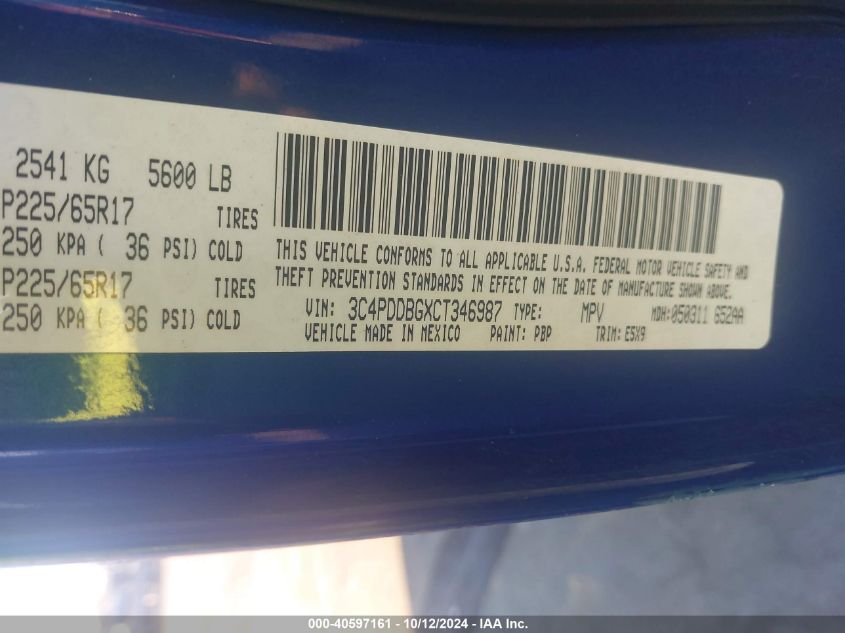 2541 KG 5600 LB
P225/65R17 TIRES
250 KPA ( 36 PSI) COLD
P225/65R17 TIRES
250 KPA ( 36 PSI) COLD
THIS VEHICLE CONFORMS TO ALL APPLICABLE U.S.A. FEDERAL MOTOR VEHICLE SAFETY AND
THEFT PREVENTION STANDARDS IN EFFECT ON THE DATE OF MANUFACTURE SHOWN ABOVE.
VIN: 3C4PDDBGXCT346987 TYPE: MPV MDH: 050311 G52AA
VEHICLE MADE IN MEXICO PAINT: PBP TRIM: E5X9
000-40597161 - 10/12/2024 - IAA Inc.